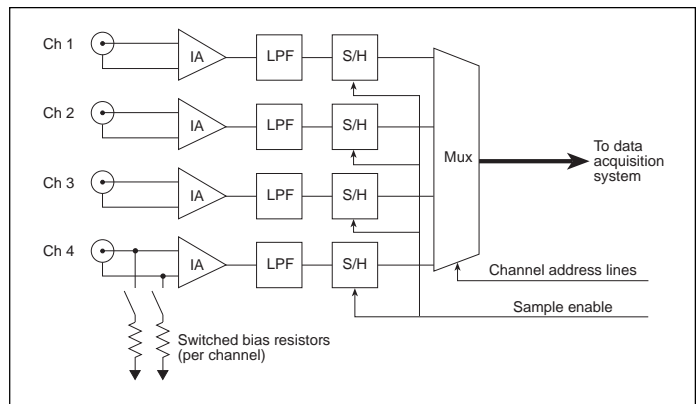 Ch 1
IA
LPF
S/H
Ch 2
IA
LPF
S/H
Mux
To data
acquisition
system
Ch 3
IA
LPF
S/H
Ch 4
IA
LPF
S/H
Channel address lines
Sample enable
Switched bias resistors
(per channel)